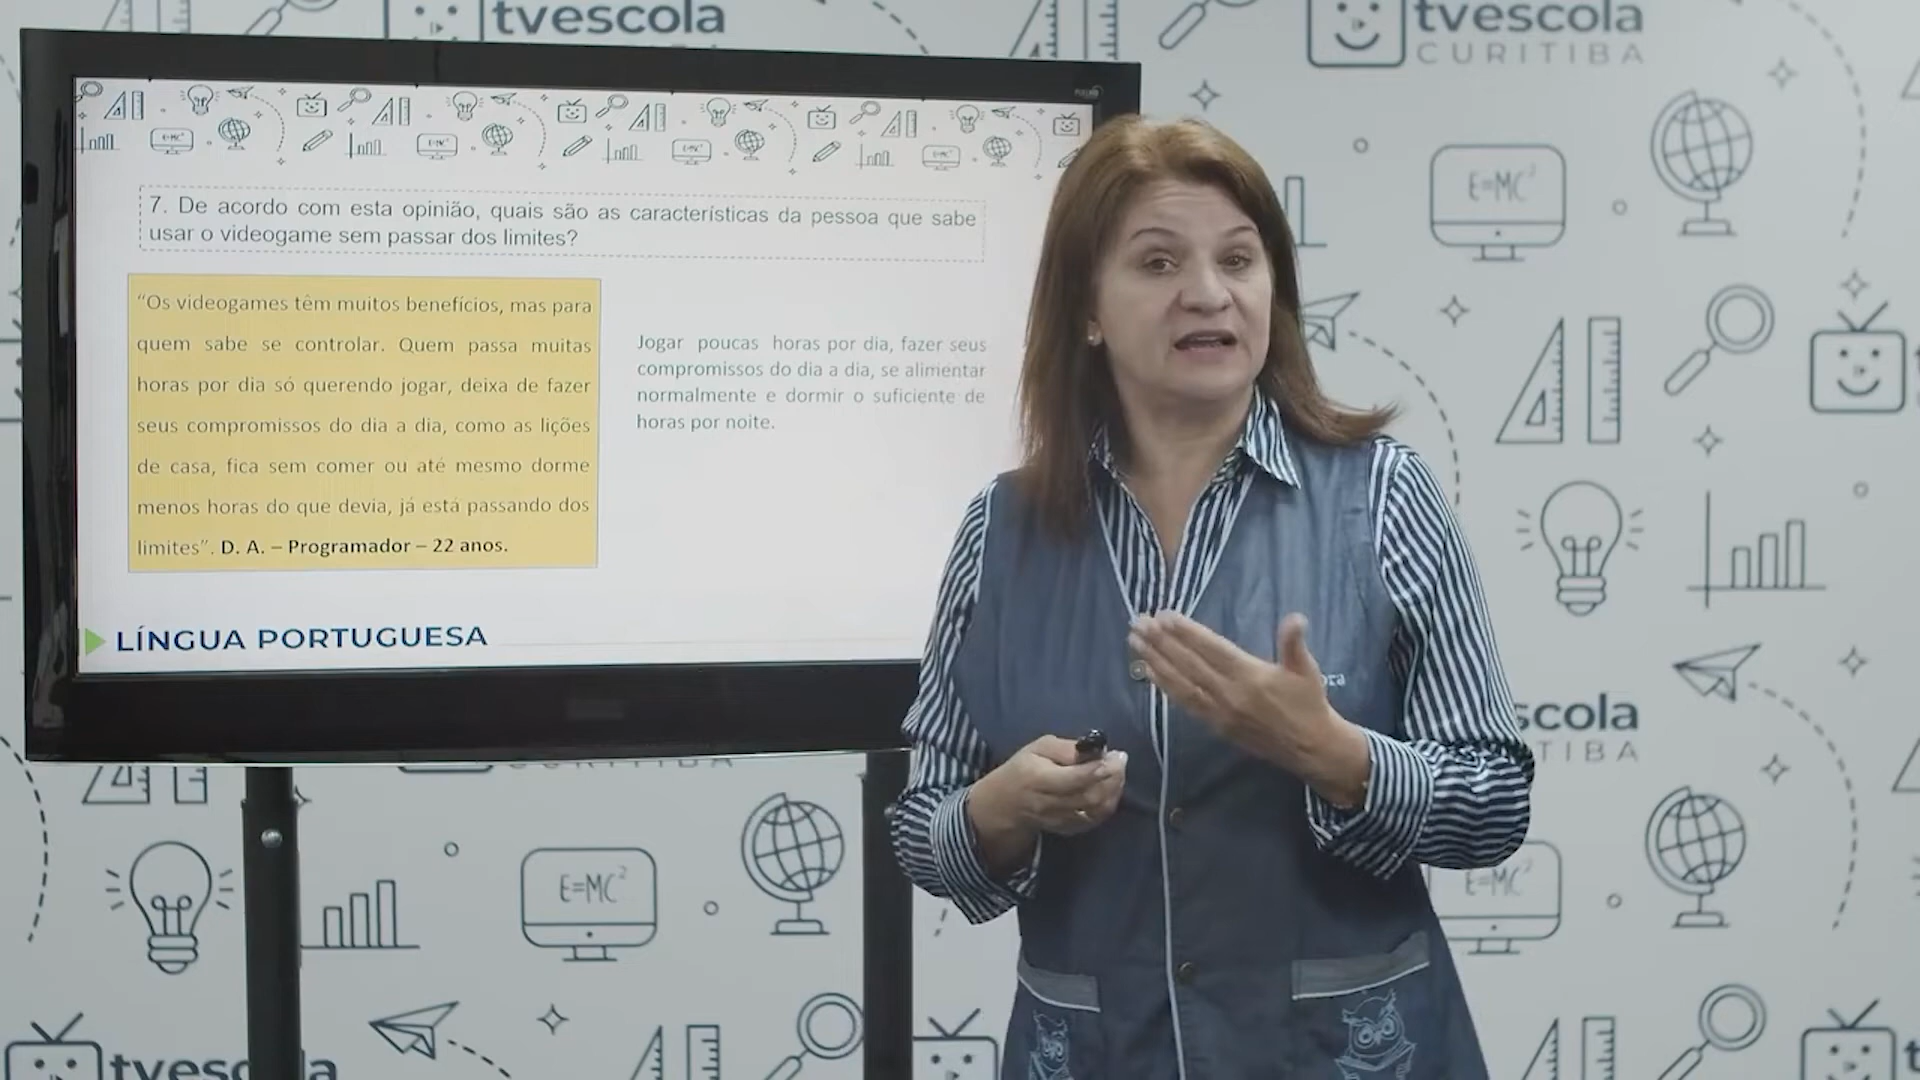 tvescola
tvescola
CURITIBA
7. De acordo com esta opinião, quais são as características da pessoa que sabe
usar o videogame sem passar dos limites?
“Os videogames têm muitos benefícios, mas para
quem sabe se controlar. Quem passa muitas
horas por dia só querendo jogar, deixa de fazer
seus compromissos do dia a dia, como as lições
de casa, fica sem comer ou até mesmo dorme
menos horas do que devia, já está passando dos
limites”. D. A. – Programador – 22 anos.
Jogar poucas horas por dia, fazer seus
compromissos do dia a dia, se alimentar
normalmente e dormir o suficiente de
horas por noite.
LÍNGUA PORTUGUESA
E=MC²
scola
TIBA
CURITIBA
E=MC²
E=MC²
tvesc
a